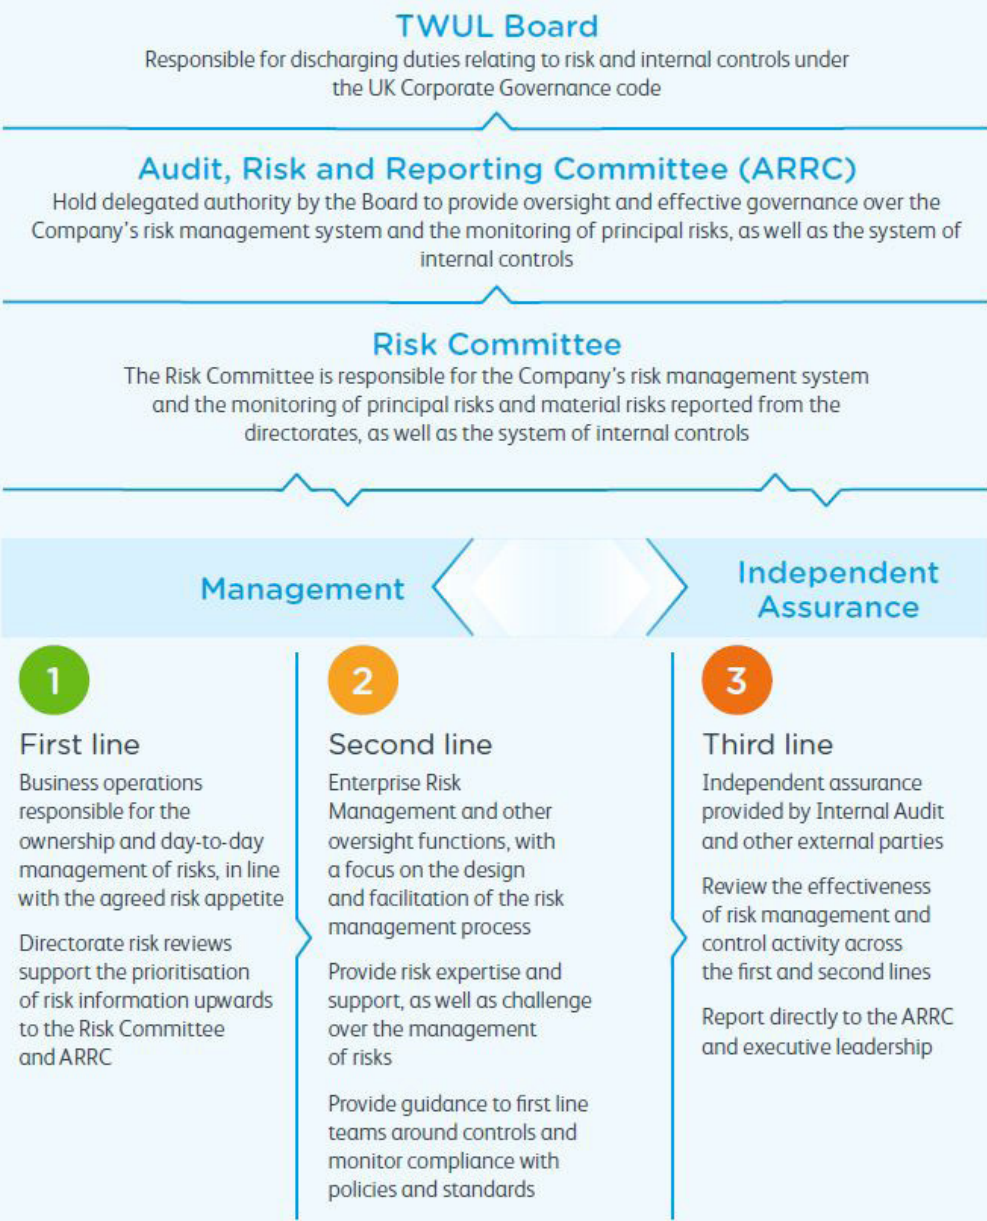 TWUL Board
Responsible for discharging duties relating to risk and internal controls under
the UK Corporate Governance code
Audit, Risk and Reporting Committee (ARRC)
Hold delegated authority by the Board to provide oversight and effective governance over the
Company's risk management system and the monitoring of principal risks, as well as the system of
internal controls
Risk Committee
The Risk Committee is responsible for the Company's risk management system
and the monitoring of principal risks and material risks reported from the
directorates, as well as the system of internal controls
Management
Independent
Assurance
1
First line
Business operations
responsible for the
ownership and day-to-day
management of risks, in line
with the agreed risk appetite
Directorate risk reviews
support the prioritisation
of risk information upwards
to the Risk Committee
and ARRC
2
Second line
Enterprise Risk
Management and other
oversight functions, with
a focus on the design
and facilitation of the risk
management process
Provide risk expertise and
support, as well as challenge
over the management
of risks
Provide guidance to first line
teams around controls and
monitor compliance with
policies and standards
3
Third line
Independent assurance
provided by Internal Audit
and other external parties
Review the effectiveness
of risk management and
control activity across
the first and second lines
Report directly to the ARRC
and executive leadership